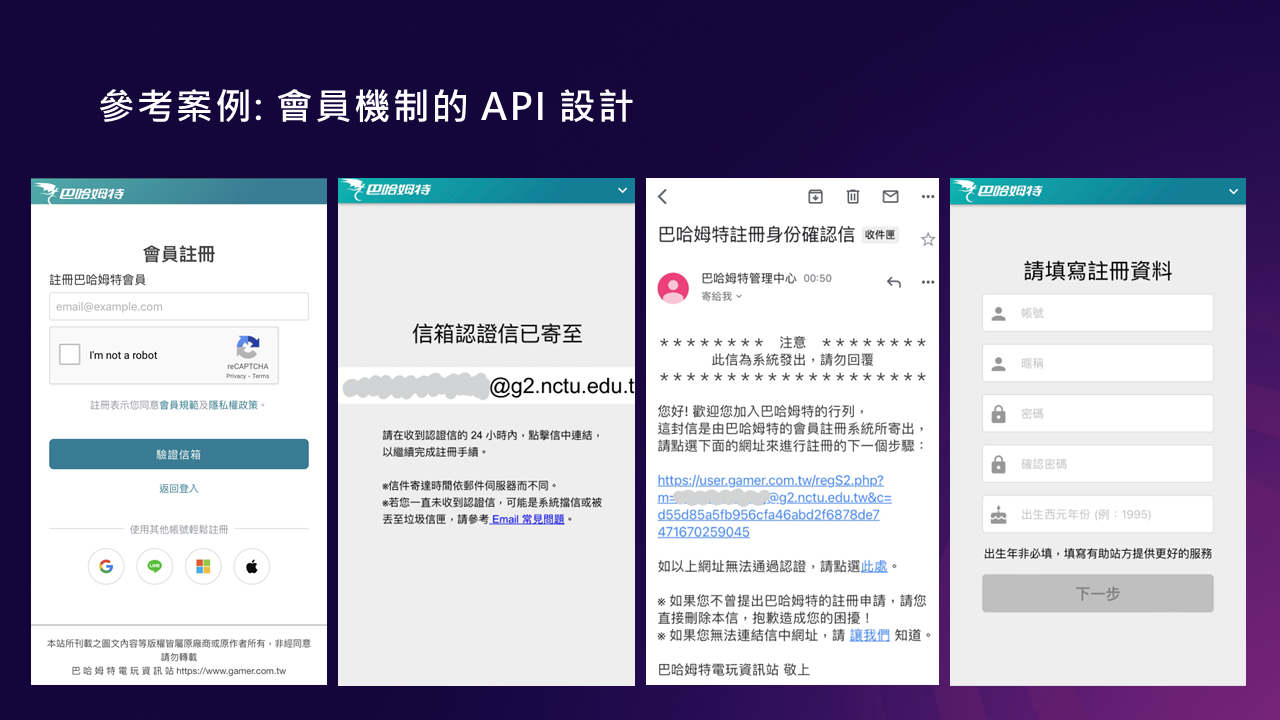 參考案例: 會員機制的 API 設計
巴哈姆特
會員註冊
註冊巴哈姆特會員
email@example.com
I'm not a robot
reCAPTCHA
Privacy - Terms
註冊表示您同意會員規範及隱私權政策。
驗證信箱
返回登入
使用其他帳號輕鬆註冊
G
LINE
本站所刊載之圖文內容等版權皆屬原廠商或原作者所有，非經同意
請勿轉載
巴 哈 姆 特 電 玩 資 訊 站 https://www.gamer.com.tw
巴哈姆特
信箱認證信已寄至
@g2.nctu.edu.t
請在收到認證信的 24 小時內，點擊信中連結，
以繼續完成註冊手續。
※信件寄達時間依郵件伺服器而不同。
※若您一直未收到認證信，可能是系統擋信或被
丟至垃圾信匣，請參考 Email 常見問題。
巴哈姆特註冊身份確認信 收件匣
巴哈姆特管理中心 00:50
寄給我
＊＊＊＊＊＊＊＊ 注意 ＊＊＊＊＊＊＊＊
此信為系統發出，請勿回覆
＊＊＊＊＊＊＊＊＊＊＊＊＊＊＊＊＊＊＊＊
您好! 歡迎您加入巴哈姆特的行列，
這封信是由巴哈姆特的會員註冊系統所寄出，
請點選下面的網址來進行註冊的下一個步驟：
https://user.gamer.com.tw/regS2.php?
m=@g2.nctu.edu.tw&c=
d55d85a5fb956cfa46abd2f6878de7
471670259045
如以上網址無法通過認證，請點選此處。
※ 如果您不曾提出巴哈姆特的註冊申請，請您
直接刪除本信，抱歉造成您的困擾！
※ 如果您無法連結信中網址，請 讓我們 知道。
巴哈姆特電玩資訊站 敬上
巴哈姆特
請填寫註冊資料
帳號
暱稱
密碼
確認密碼
出生西元年份 (例：1995)
出生年非必填，填寫有助站方提供更好的服務
下一步